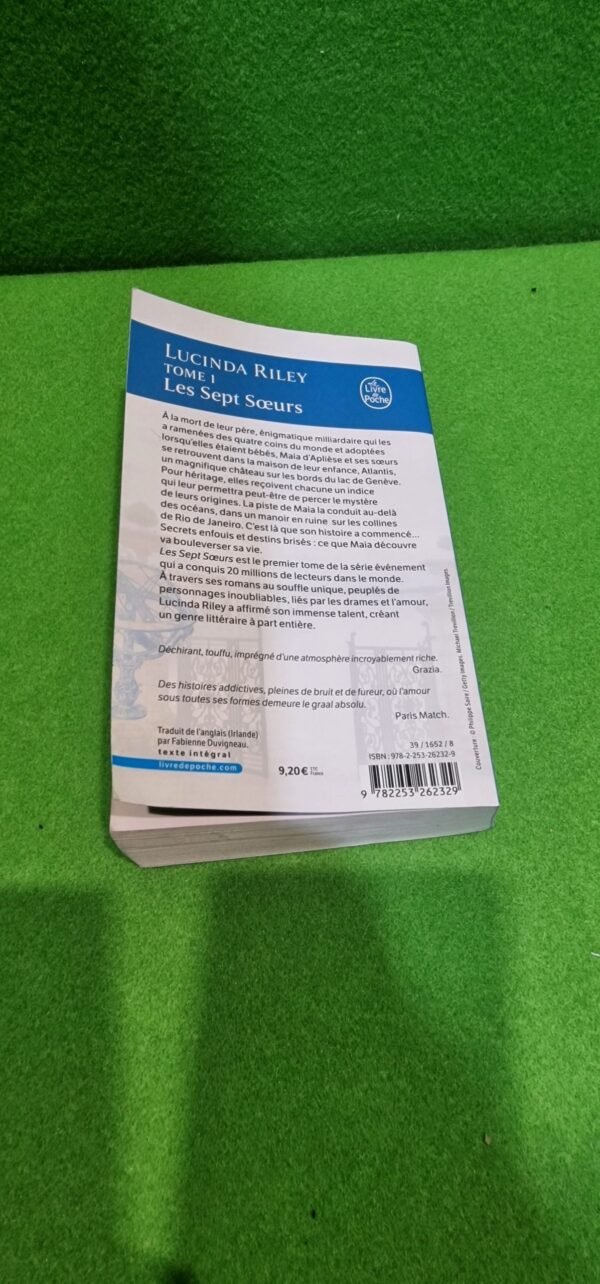 LUCINDA RILEY
TOME 1
Les Sept Sœurs
Le
Livre
de
Poche
À la mort de leur père, énigmatique milliardaire qui les
a ramenées des quatre coins du monde et adoptées
lorsqu'elles étaient bébés, Maia d'Aplièse et ses sœurs
se retrouvent dans la maison de leur enfance, Atlantis,
un magnifique château sur les bords du lac de Genève.
Pour héritage, elles reçoivent chacune un indice
qui leur permettra peut-être de percer le mystère
de leurs origines. La piste de Maia la conduit au-delà
des océans, dans un manoir en ruine sur les collines
de Rio de Janeiro. C'est là que son histoire a commencé...
Secrets enfouis et destins brisés : ce que Maia découvre
va bouleverser sa vie.
Les Sept Sœurs est le premier tome de la série événement
qui a conquis 20 millions de lecteurs dans le monde.
À travers ses romans au souffle unique, peuplés de
personnages inoubliables, liés par les drames et l'amour,
Lucinda Riley a affirmé son immense talent, créant
un genre littéraire à part entière.
Déchirant, touffu, imprégné d'une atmosphère incroyablement riche.
Grazia.
Des histoires addictives, pleines de bruit et de fureur, où l'amour
sous toutes ses formes demeure le graal absolu.
Paris Match.
Traduit de l'anglais (Irlande)
par Fabienne Duvigneau.
texte intégral
livredepoche.com
9,20 € TTC
France
39 / 1652 / 8
ISBN : 978-2-253-26232-9
9 782253 262329
Couverture : © Philippe Saire / Getty Images. Michael Trevillion / Trevillion Images.